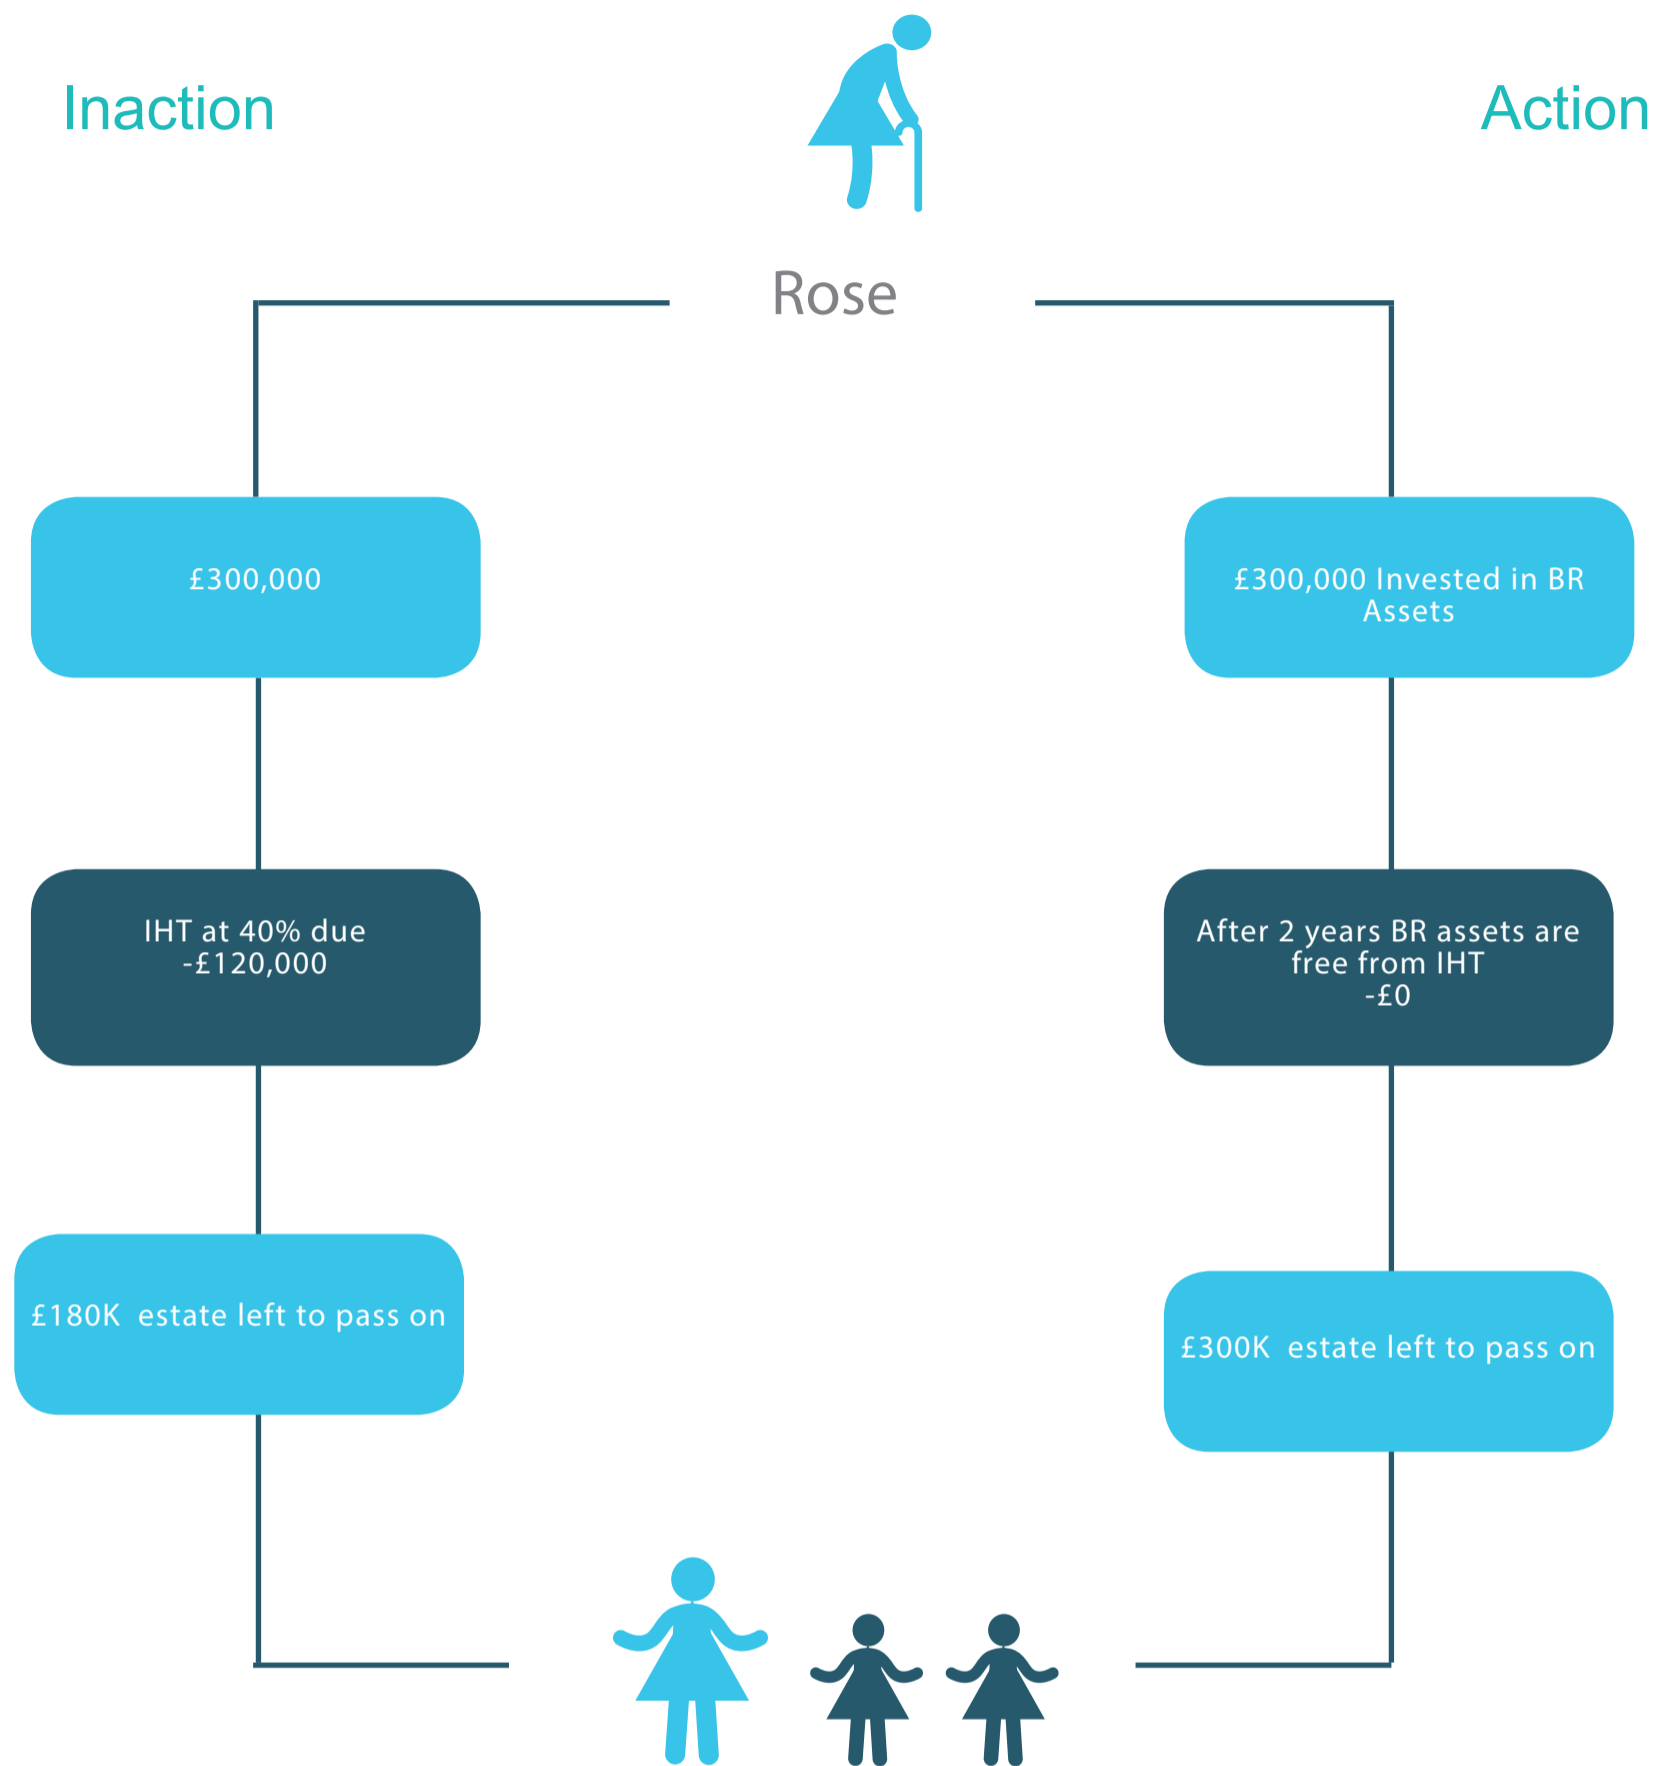 Inaction
Action
Rose
£300,000
£300,000 Invested in BR
Assets
IHT at 40% due
-£120,000
After 2 years BR assets are
free from IHT
-£0
£180K  estate left to pass on
£300K  estate left to pass on